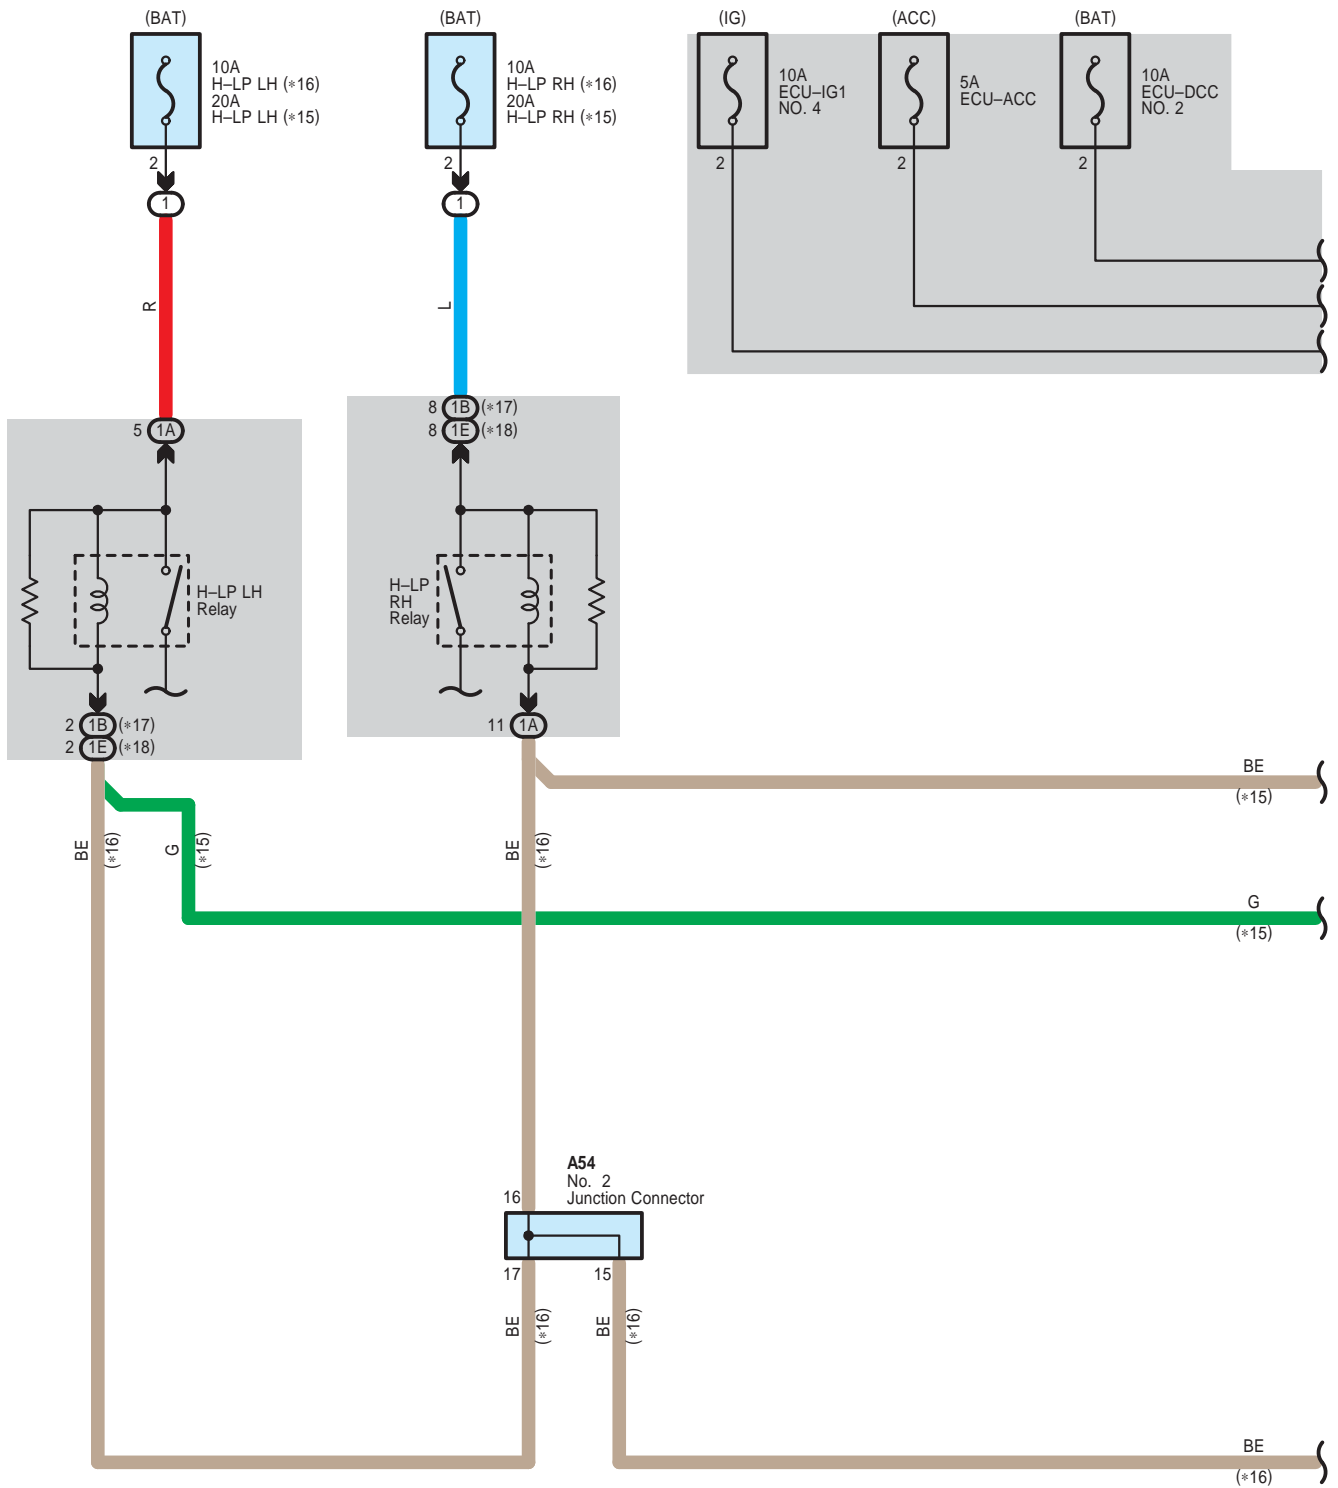 (BAT)
(BAT)
(IG)
(ACC)
(BAT)
10A
H–LP LH (∗16)
20A
H–LP LH (∗15)
10A
H–LP RH (∗16)
20A
H–LP RH (∗15)
10A
ECU–IG1
NO. 4
5A
ECU–ACC
10A
ECU–DCC
NO. 2
2
2
2
2
2
1
1
R
L
8 1B (∗17)
8 1E (∗18)
5 1A
H–LP LH
Relay
H–LP
RH
Relay
2 1B (∗17)
2 1E (∗18)
11 1A
BE
(∗15)
BE
(∗16)
G
(∗15)
BE
(∗16)
G
(∗15)
A54
No. 2
Junction Connector
16
17
15
BE
(∗16)
BE
(∗16)
BE
(∗16)